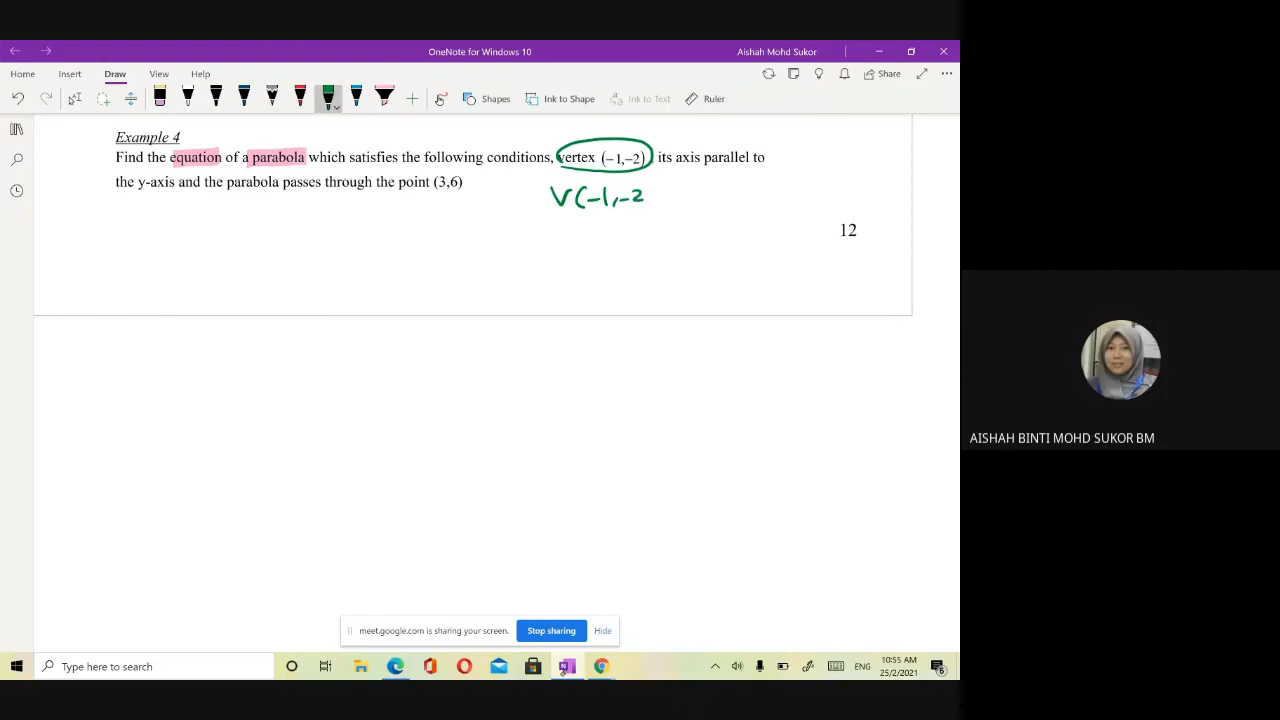 OneNote for Windows 10
Aishah Mohd Sukor
Home Insert Draw View Help
Share
Shapes Ink to Shape Ink to Text Ruler
Example 4
Find the equation of a parabola which satisfies the following conditions, vertex (−1,−2), its axis parallel to
the y-axis and the parabola passes through the point (3,6)
V(-1,-2
12
AISHAH BINTI MOHD SUKOR BM
meet.google.com is sharing your screen. Stop sharing Hide
Type here to search
ENG
10:55 AM
25/2/2021
6